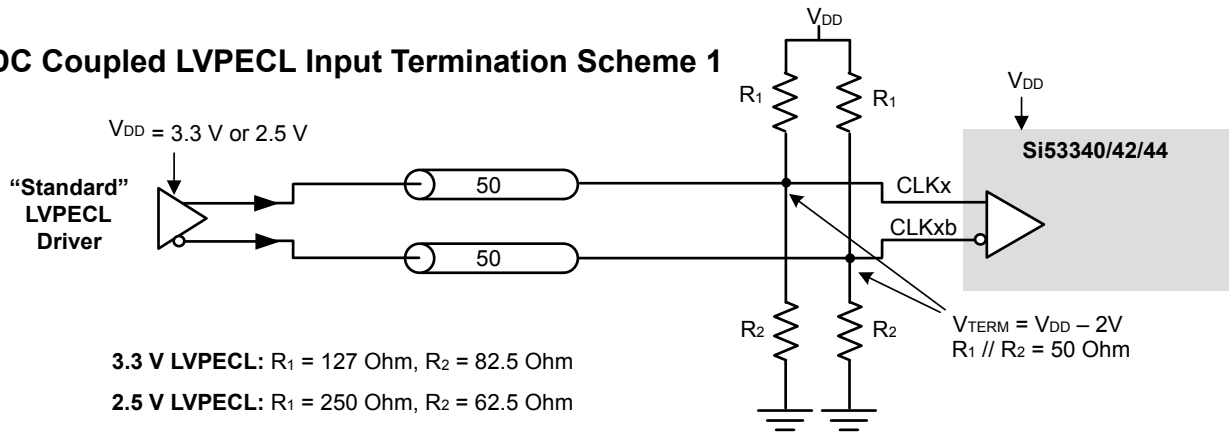 DC Coupled LVPECL Input Termination Scheme 1
VDD
R1
R1
VDD = 3.3 V or 2.5 V
VDD
Si53340/42/44
“Standard”
LVPECL
Driver
50
CLKx
50
CLKxb
R2
R2
VTERM = VDD – 2V
R1 // R2 = 50 Ohm
3.3 V LVPECL: R1 = 127 Ohm, R2 = 82.5 Ohm
2.5 V LVPECL: R1 = 250 Ohm, R2 = 62.5 Ohm